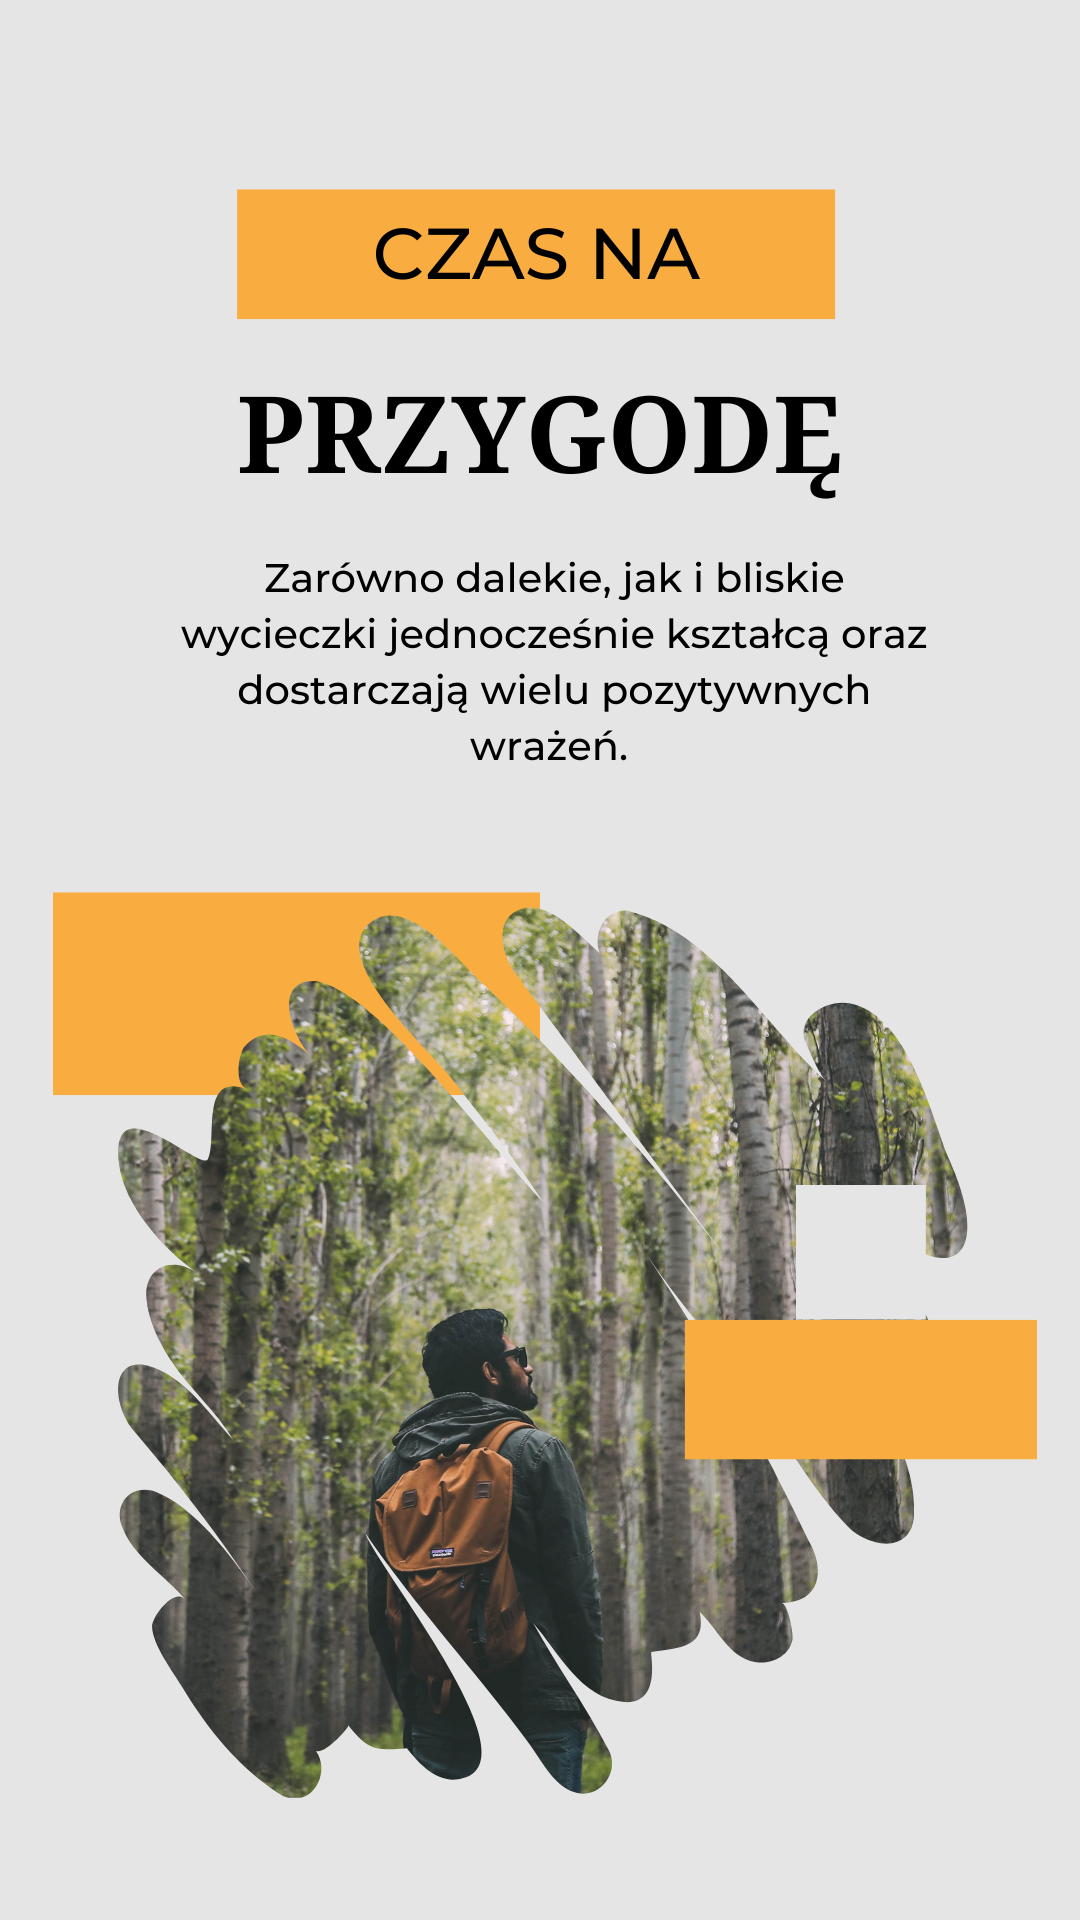 CZAS NA
PRZYGODĘ
Zarówno dalekie, jak i bliskie
wycieczki jednocześnie kształcą oraz
dostarczają wielu pozytywnych
wrażeń.